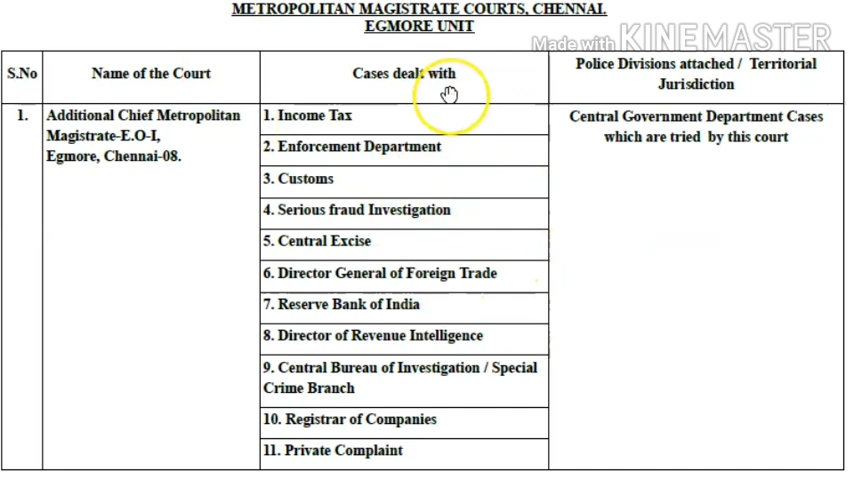 METROPOLITAN MAGISTRATE COURTS, CHENNAI
EGMORE UNIT
Made with KINEMASTER
S.No
Name of the Court
Cases dealt with
Police Divisions attached / Territorial
Jurisdiction
1.
Additional Chief Metropolitan
Magistrate-E.O-I,
Egmore, Chennai-08.
1. Income Tax
2. Enforcement Department
3. Customs
4. Serious fraud Investigation
5. Central Excise
6. Director General of Foreign Trade
7. Reserve Bank of India
8. Director of Revenue Intelligence
9. Central Bureau of Investigation / Special
Crime Branch
10. Registrar of Companies
11. Private Complaint
Central Government Department Cases
which are tried by this court